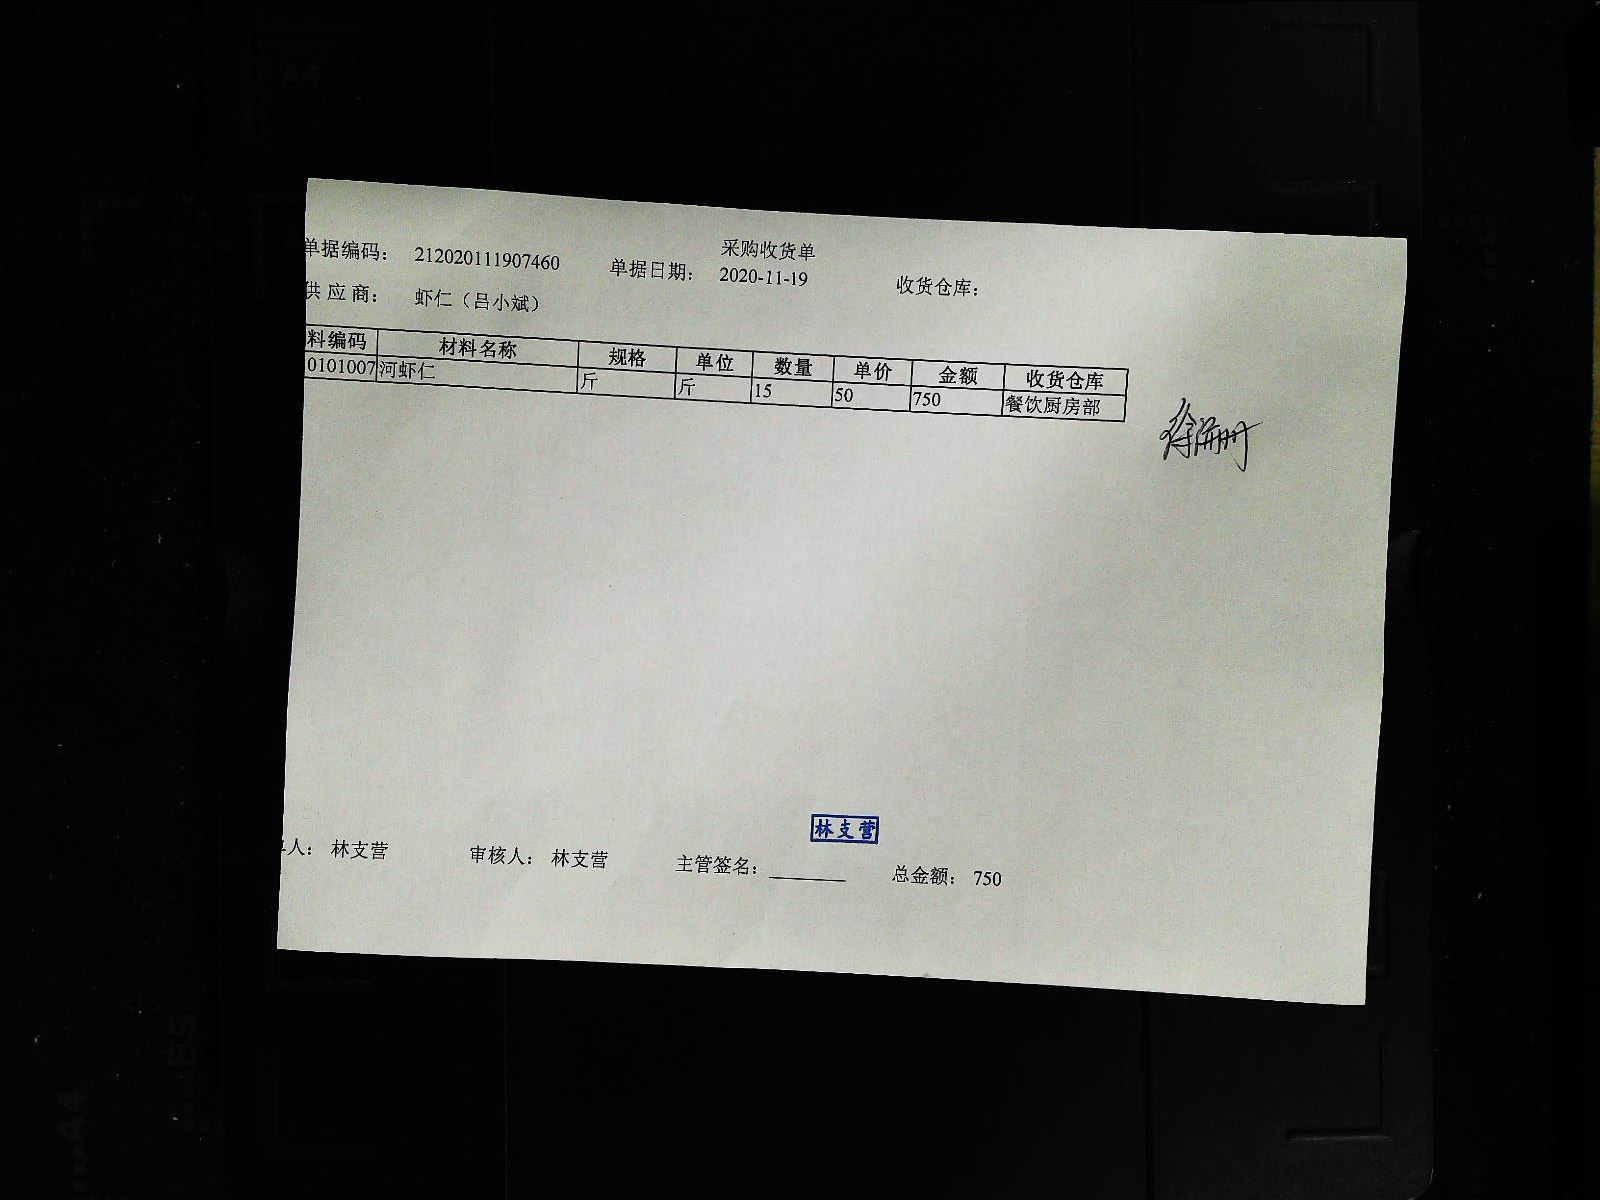 采购收货单
单据编码： 212020111907460 单据日期： 2020-11-19 收货仓库：
供 应 商： 虾仁（吕小斌）
料编码 材料名称 规格 单位 数量 单价 金额 收货仓库
0101007 河虾仁 斤 斤 15 50 750 餐饮厨房部
林支营
人： 林支营 审核人： 林支营 主管签名：________ 总金额： 750
A4